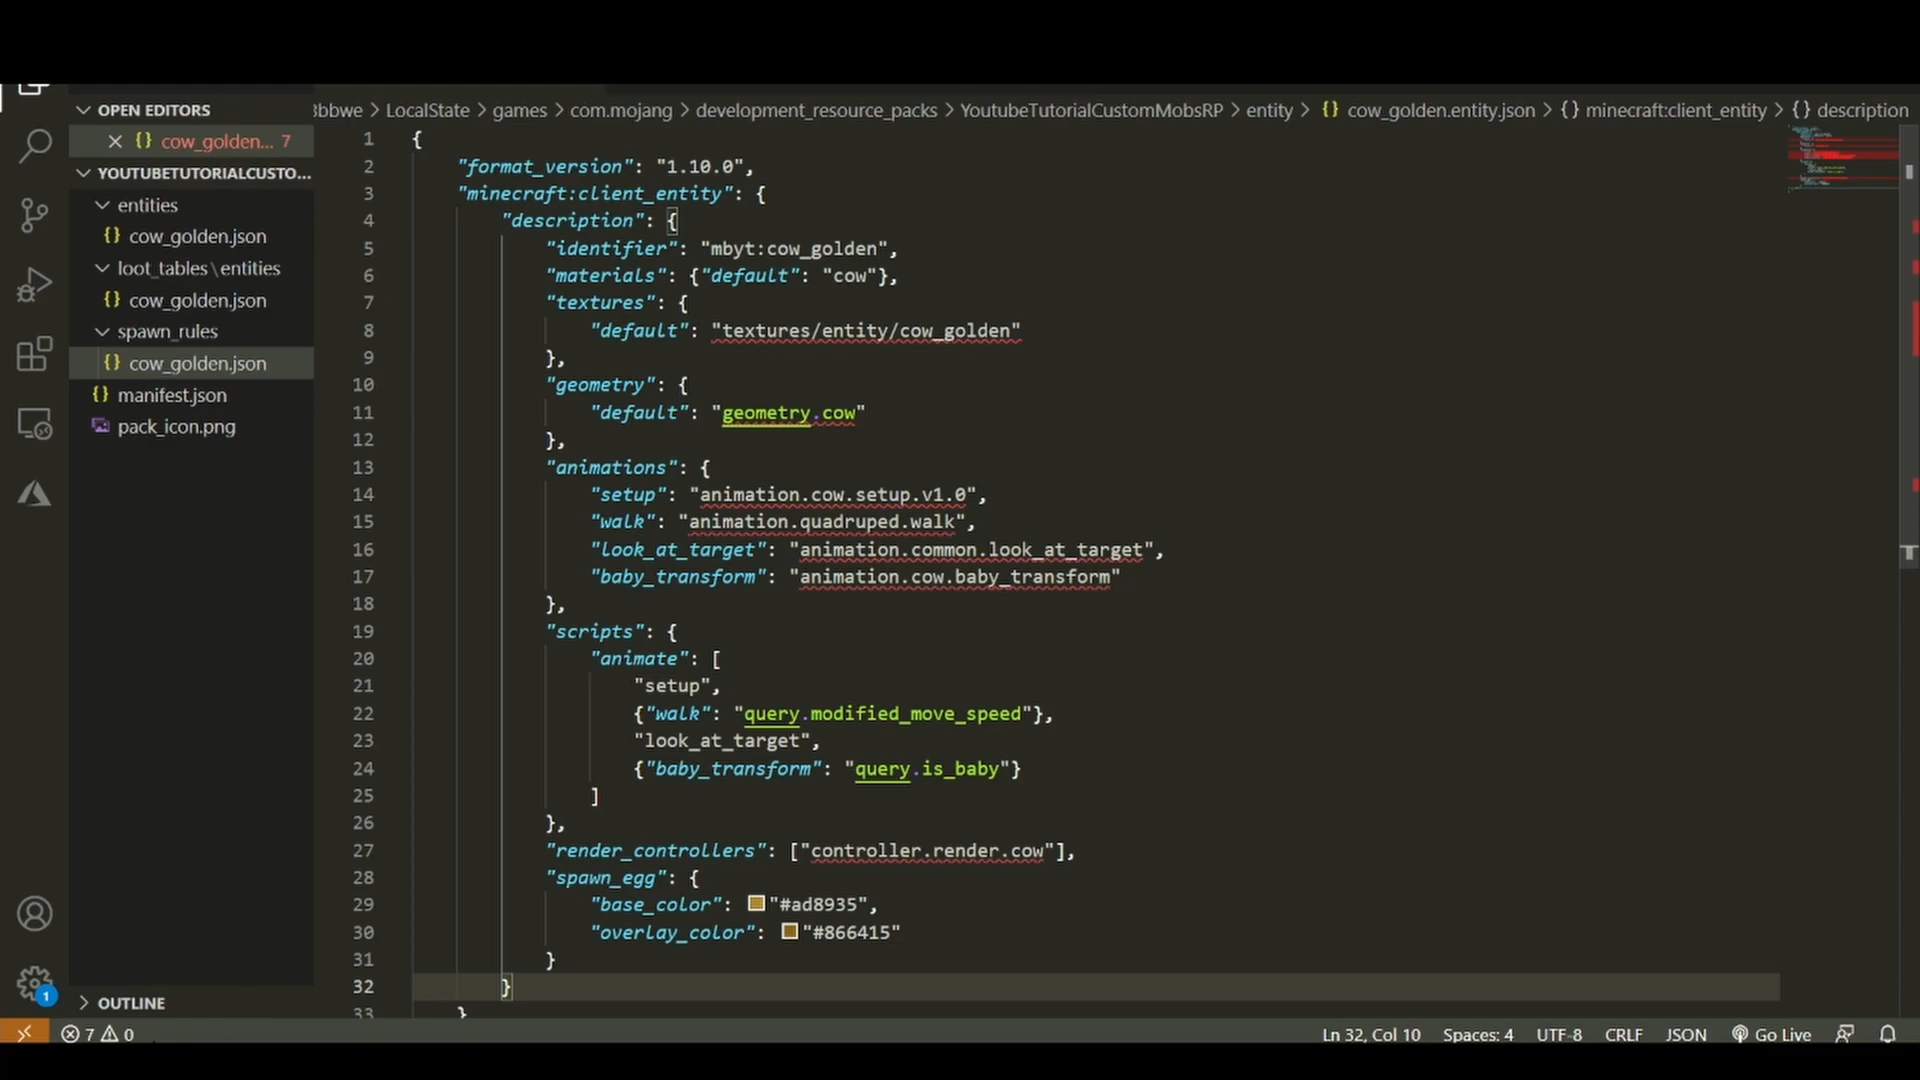 OPEN EDITORS
cow_golden... 7
YOUTUBETUTORIALCUSTO...
entities
cow_golden.json
loot_tables\entities
cow_golden.json
spawn_rules
cow_golden.json
manifest.json
pack_icon.png
OUTLINE
3bbwe > LocalState > games > com.mojang > development_resource_packs > YoutubeTutorialCustomMobsRP > entity > {} cow_golden.entity.json > {} minecraft:client_entity > {} description
1 {
2 "format_version": "1.10.0",
3 "minecraft:client_entity": {
4 "description": {
5 "identifier": "mbyt:cow_golden",
6 "materials": {"default": "cow"},
7 "textures": {
8 "default": "textures/entity/cow_golden"
9 },
10 "geometry": {
11 "default": "geometry.cow"
12 },
13 "animations": {
14 "setup": "animation.cow.setup.v1.0",
15 "walk": "animation.quadruped.walk",
16 "look_at_target": "animation.common.look_at_target",
17 "baby_transform": "animation.cow.baby_transform"
18 },
19 "scripts": {
20 "animate": [
21 "setup",
22 {"walk": "query.modified_move_speed"},
23 "look_at_target",
24 {"baby_transform": "query.is_baby"}
25 ]
26 },
27 "render_controllers": ["controller.render.cow"],
28 "spawn_egg": {
29 "base_color": "#ad8935",
30 "overlay_color": "#866415"
31 }
32 }
33 }
1
7 0
Ln 32, Col 10 Spaces: 4 UTF-8 CRLF JSON Go Live